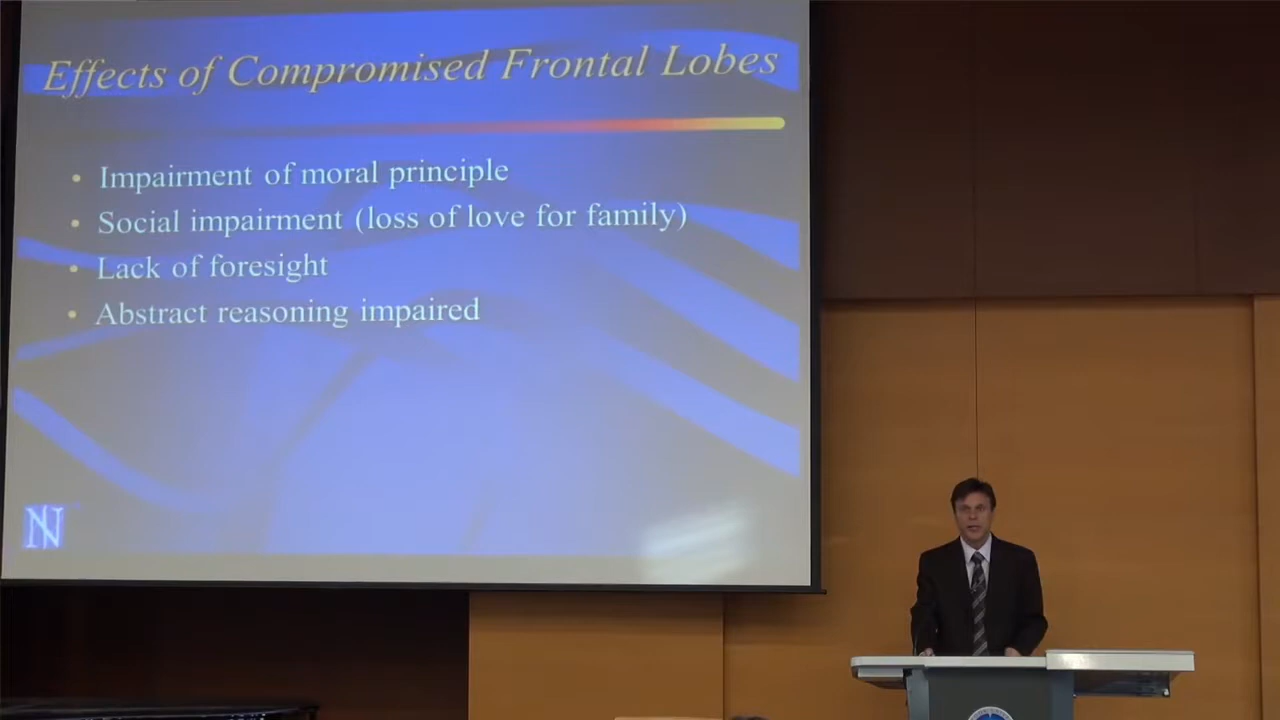 Effects of Compromised Frontal Lobes
• Impairment of moral principle
• Social impairment (loss of love for family)
• Lack of foresight
• Abstract reasoning impaired